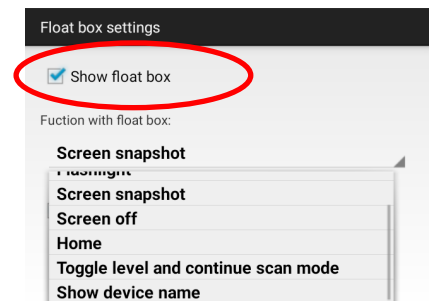 Float box settings
Show float box
Fuction with float box:
Screen snapshot
Flashlight
Screen snapshot
Screen off
Home
Toggle level and continue scan mode
Show device name